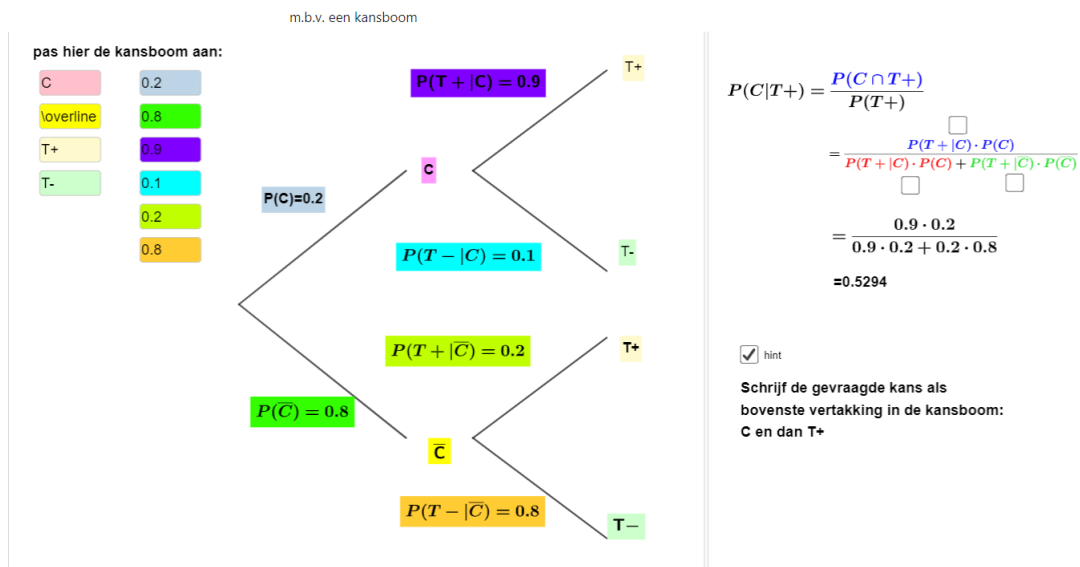 m.b.v. een kansboom
pas hier de kansboom aan:
C
0.2
\overline
0.8
T+
0.9
T-
0.1
0.2
0.8
P(T + |C) = 0.9
T+
P(C)=0.2
C
P(T − |C) = 0.1
T-
P(T + |C̅) = 0.2
T+
P(C̅) = 0.8
C̅
P(T − |C̅) = 0.8
T−
P(C|T+) = P(C ∩ T+) / P(T+)
= P(T + |C) · P(C) / P(T + |C) · P(C) + P(T + |C̅) · P(C̅)
= 0.9 · 0.2 / 0.9 · 0.2 + 0.2 · 0.8
=0.5294
hint
Schrijf de gevraagde kans als
bovenste vertakking in de kansboom:
C en dan T+